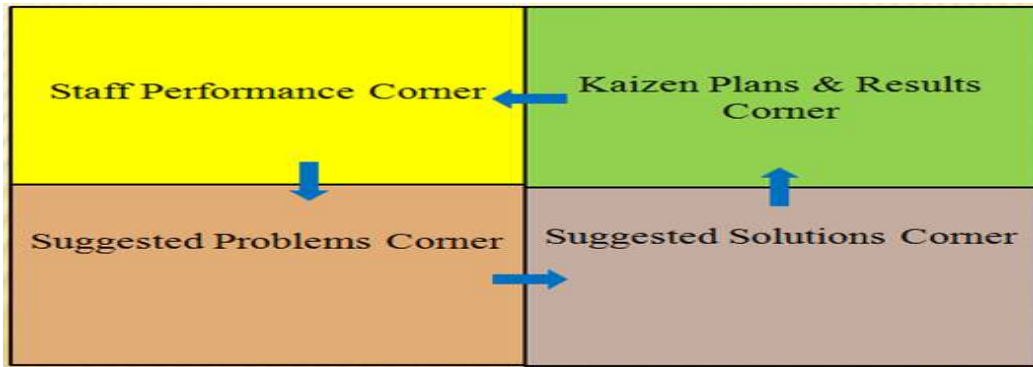 Staff Performance Corner
Kaizen Plans & Results
Corner
Suggested Problems Corner
Suggested Solutions Corner